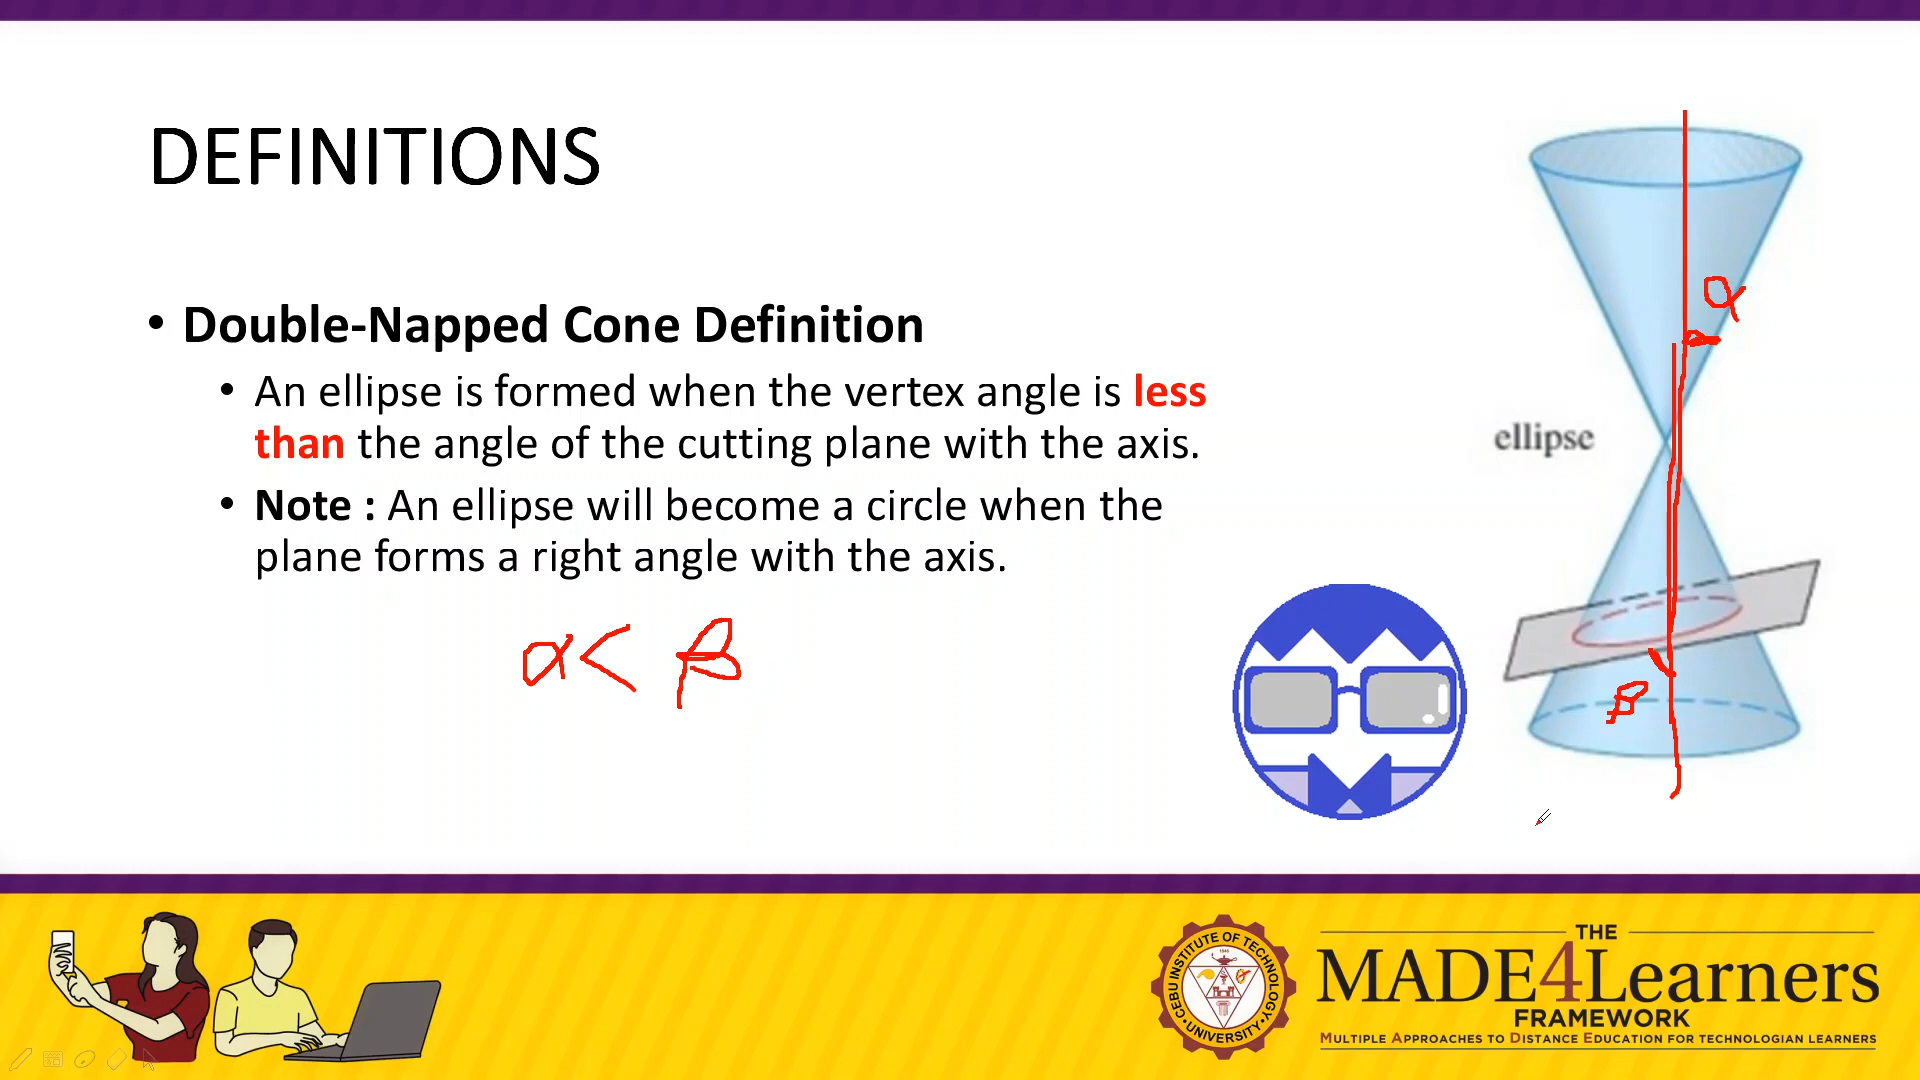 DEFINITIONS
• Double-Napped Cone Definition
• An ellipse is formed when the vertex angle is less
than the angle of the cutting plane with the axis.
• Note : An ellipse will become a circle when the
plane forms a right angle with the axis.
α < β
α
ellipse
β
CEBU INSTITUTE OF TECHNOLOGY
• UNIVERSITY •
1946
THE
MADE4Learners
FRAMEWORK
MULTIPLE APPROACHES TO DISTANCE EDUCATION FOR TECHNOLOGIAN LEARNERS